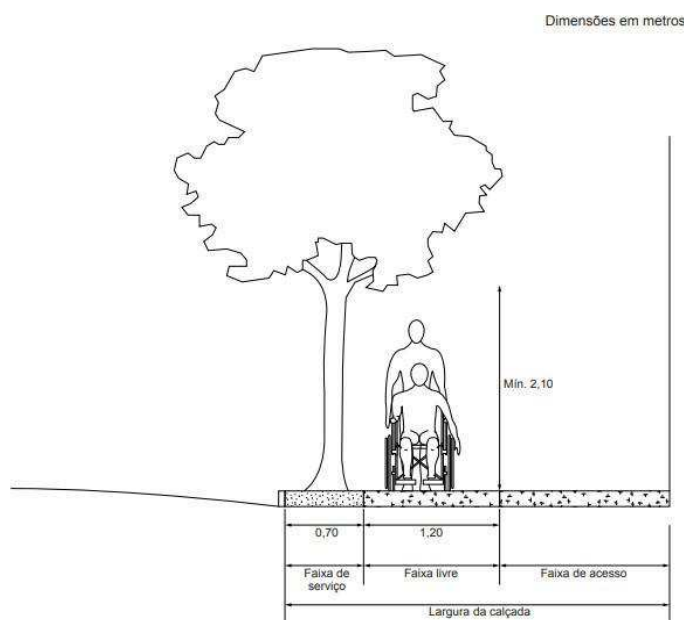 Dimensões em metros
Mín. 2,10
0,70
1,20
Faixa de
serviço
Faixa livre
Faixa de acesso
Largura da calçada